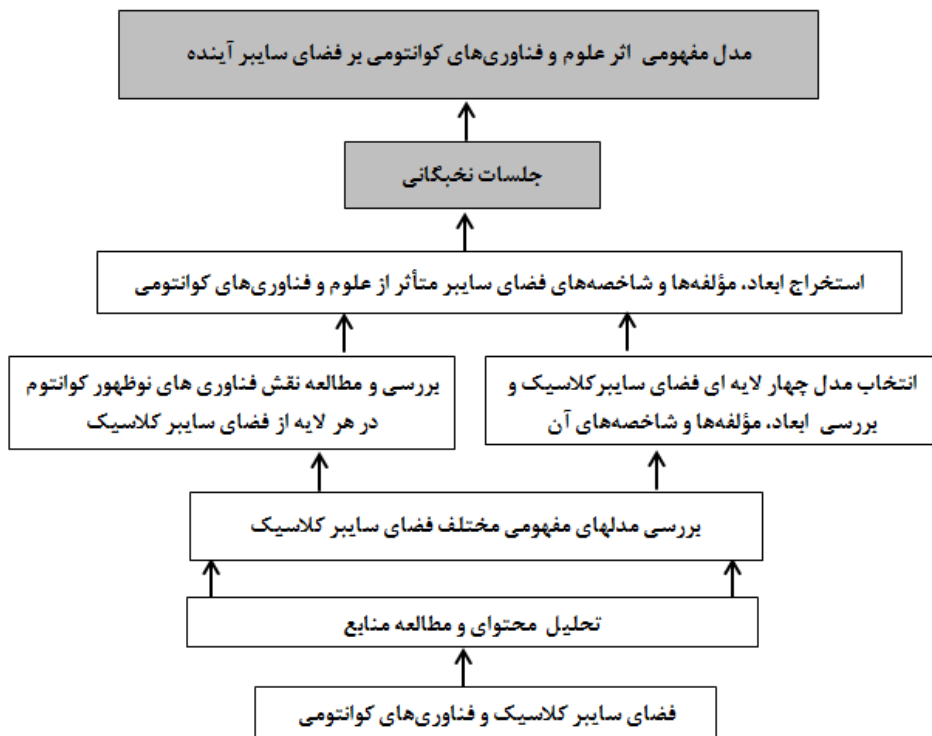 مدل مفهومی اثر علوم و فناوری‌های کوانتومی بر فضای سایبر آینده
جلسات نخبگانی
استخراج ابعاد، مؤلفه‌ها و شاخصه‌های فضای سایبر متأثر از علوم و فناوری‌های کوانتومی
انتخاب مدل چهار لایه ای فضای سایبرکلاسیک و
بررسی ابعاد، مؤلفه‌ها و شاخصه‌های آن
بررسی و مطالعه نقش فناوری های نوظهور کوانتوم
در هر لایه از فضای سایبر کلاسیک
بررسی مدلهای مفهومی مختلف فضای سایبر کلاسیک
تحلیل محتوای و مطالعه منابع
فضای سایبر کلاسیک و فناوری‌های کوانتومی